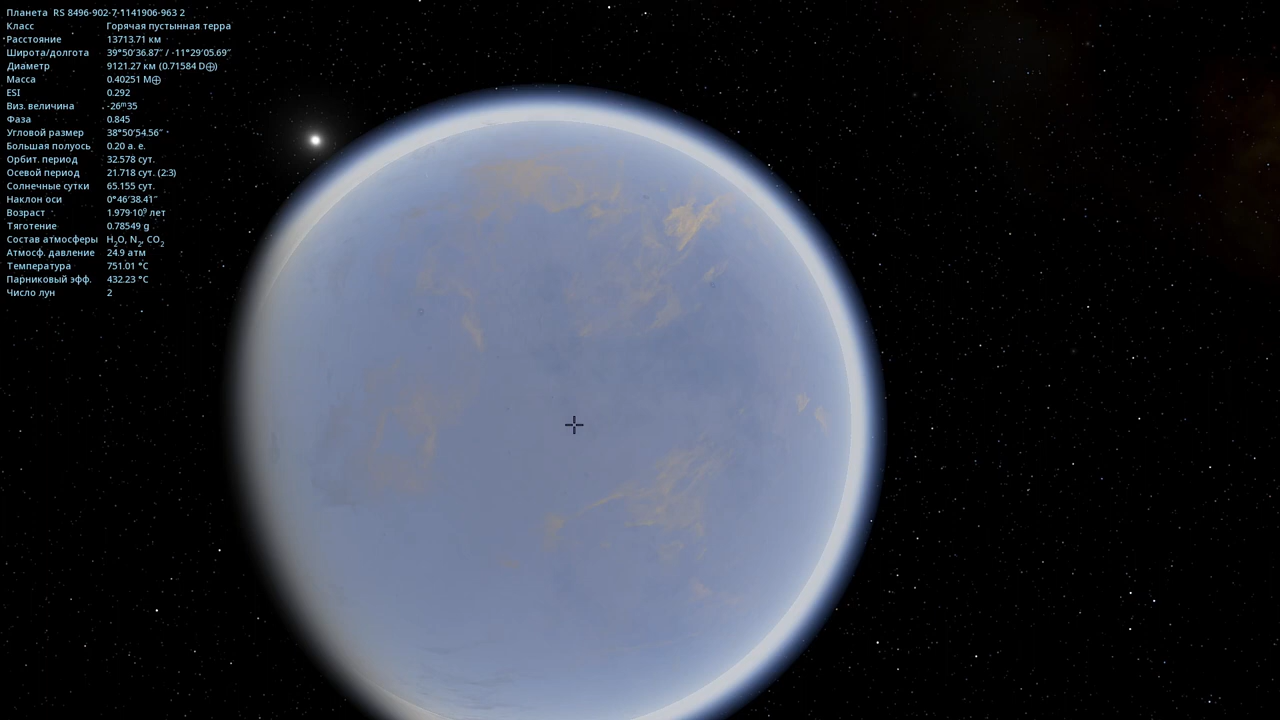 Планета RS 8496-902-7-1141906-963 2
Класс Горячая пустынная терра
Расстояние 13713.71 км
Широта/долгота 39°50′36.87″ / -11°29′05.69″
Диаметр 9121.27 км (0.71584 D⊕)
Масса 0.40251 M⊕
ESI 0.292
Виз. величина -26ᵐ35
Фаза 0.845
Угловой размер 38°50′54.56″
Большая полуось 0.20 а. е.
Орбит. период 32.578 сут.
Осевой период 21.718 сут. (2:3)
Солнечные сутки 65.155 сут.
Наклон оси 0°46′38.41″
Возраст 1.979·10⁹ лет
Тяготение 0.78549 g
Состав атмосферы H₂O, N₂, CO₂
Атмосф. давление 24.9 атм
Температура 751.01 °C
Парниковый эфф. 432.23 °C
Число лун 2